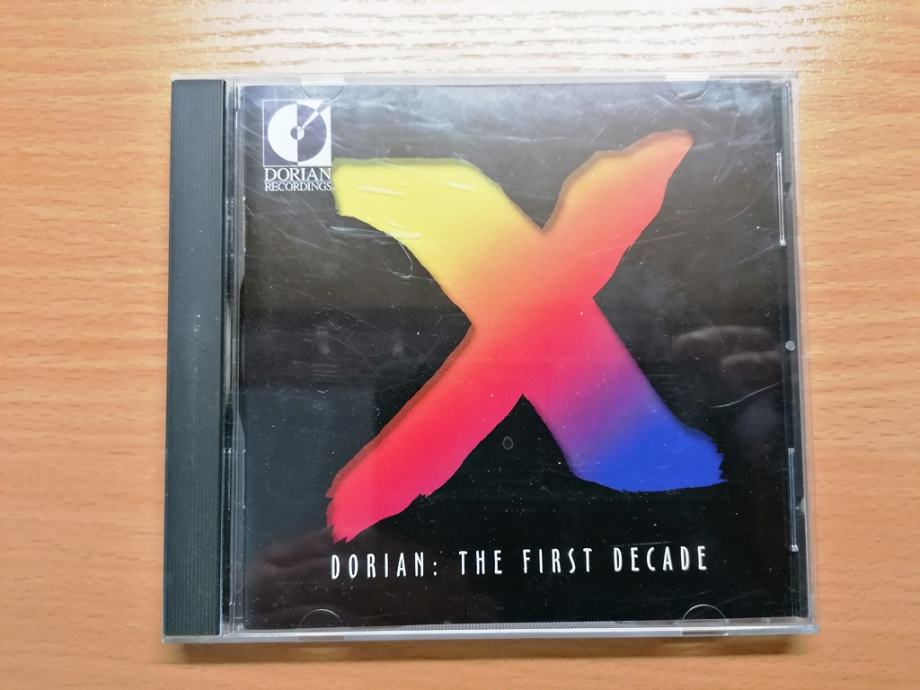 DORIAN
RECORDINGS
X
DORIAN: THE FIRST DECADE